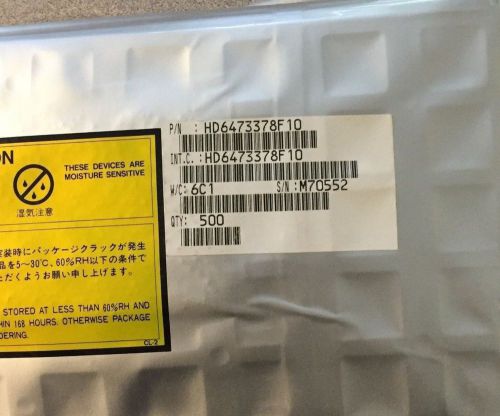 P/N : HD6473378F10
INT.C. : HD6473378F10
W/C: 6C1 S/N : M70552
QTY: 500
ON
THESE DEVICES ARE
MOISTURE SENSITIVE
湿気注意
実装時にパッケージクラックが発生
品を5~30℃, 60%RH以下の条件で
ただくようお願い申し上げます。
STORED AT LESS THAN 60%RH AND
HIN 168 HOURS. OTHERWISE PACKAGE
DERING.
CL-2